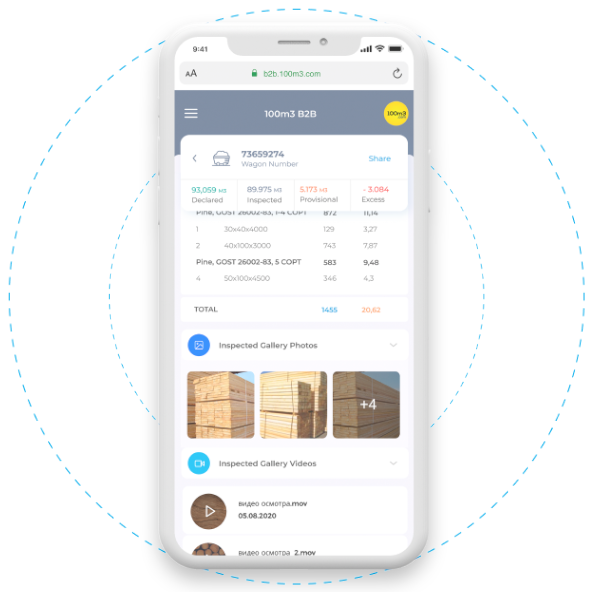 9:41
AA b2b.100m3.com
100m3 B2B
100m3
73659274
Wagon Number
Share
93,059 м3 89.975 м3 5.173 м3 - 3.084
Declared Inspected Provisional Excess
Pine, GOST 26002-83, 1-4 СОРТ 872 11,14
1 30x40x4000 129 3,27
2 40x100x3000 743 7,87
Pine, GOST 26002-83, 5 СОРТ 583 9,48
4 50x100x4500 346 4,3
TOTAL 1455 20,62
Inspected Gallery Photos
+4
Inspected Gallery Videos
видео осмотра.mov
05.08.2020
видео осмотра_2.mov